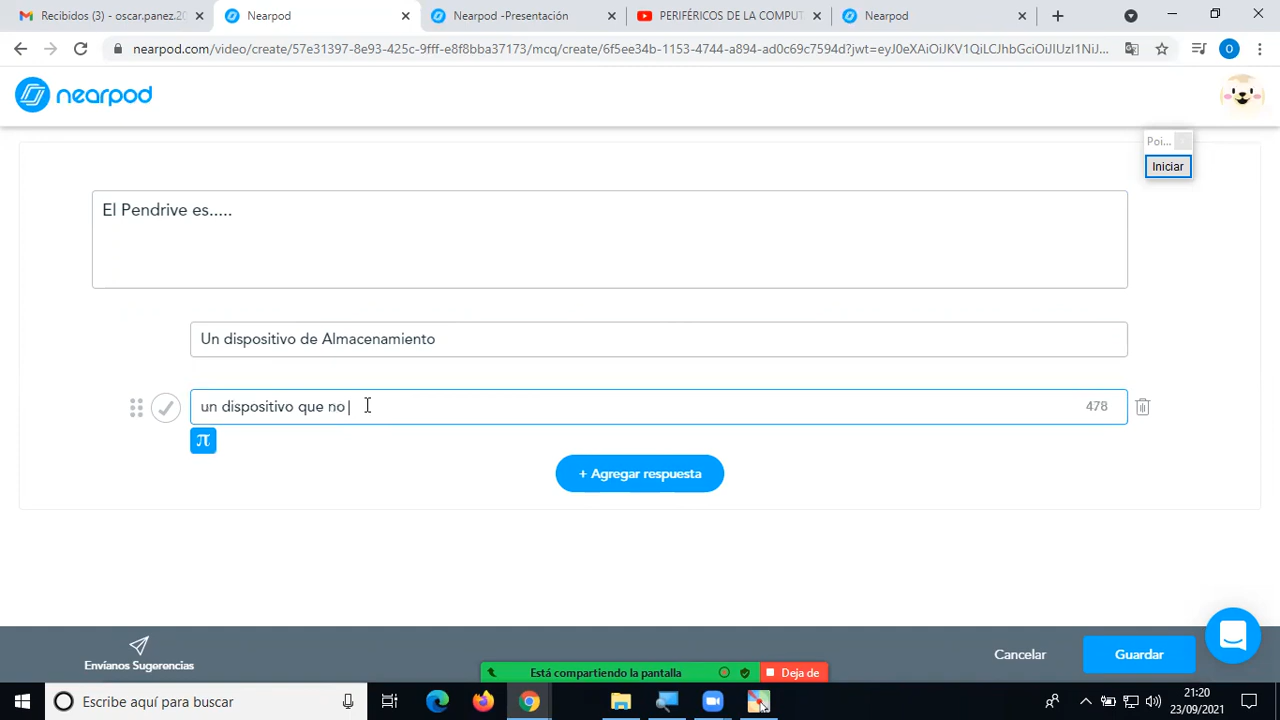 Recibidos (3) - oscar.panez.20
Nearpod
Nearpod -Presentación
PERIFÉRICOS DE LA COMPUT
Nearpod
nearpod.com/video/create/57e31397-8e93-425c-9fff-e8f8bba37173/mcq/create/6f5ee34b-1153-4744-a894-ad0c69c7594d?jwt=eyJ0eXAiOiJKV1QiLCJhbGciOiJIUzI1NiJ...
O
nearpod
Poi...
Iniciar
El Pendrive es.....
Un dispositivo de Almacenamiento
un dispositivo que no
478
π
+ Agregar respuesta
Envíanos Sugerencias
Cancelar
Guardar
Está compartiendo la pantalla
Deja de
Escribe aquí para buscar
21:20
23/09/2021